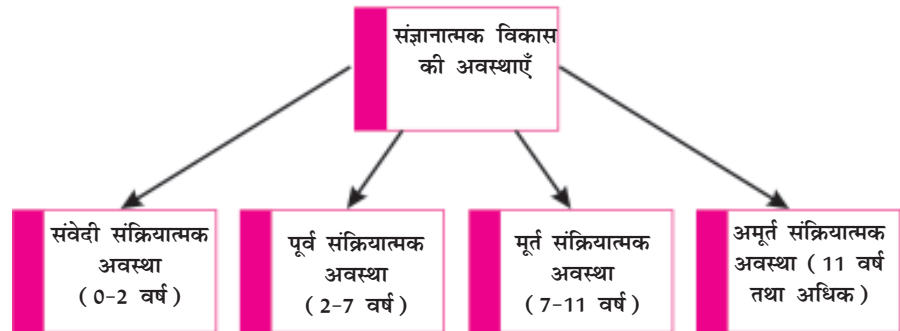 संज्ञानात्मक विकास
की अवस्थाएँ
संवेदी संक्रियात्मक
अवस्था
(0-2 वर्ष)
पूर्व संक्रियात्मक
अवस्था
(2-7 वर्ष)
मूर्त संक्रियात्मक
अवस्था
(7-11 वर्ष)
अमूर्त संक्रियात्मक
अवस्था (11 वर्ष
तथा अधिक)